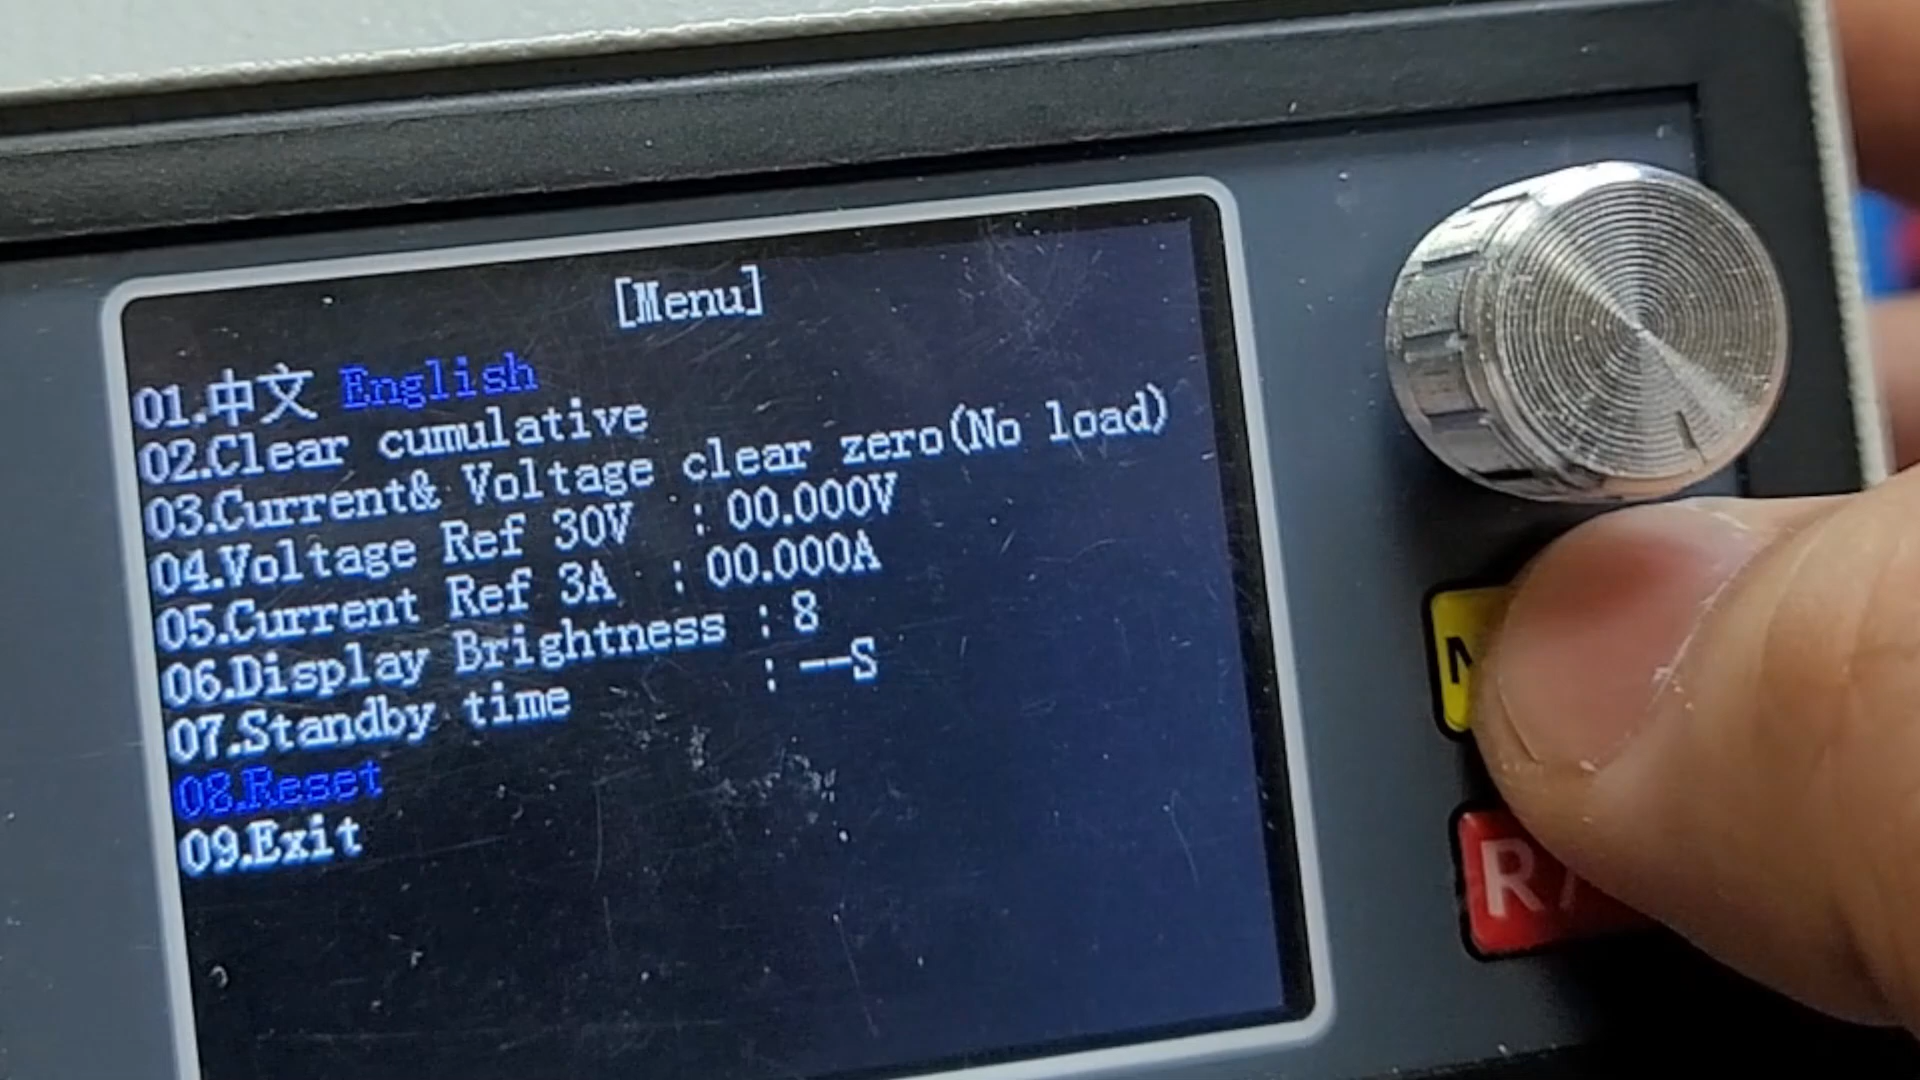 [Menu]
01.中文 English
02.Clear cumulative
03.Current& Voltage clear zero(No load)
04.Voltage Ref 30V : 00.000V
05.Current Ref 3A : 00.000A
06.Display Brightness : 8
07.Standby time : --S
08.Reset
09.Exit
M
R/